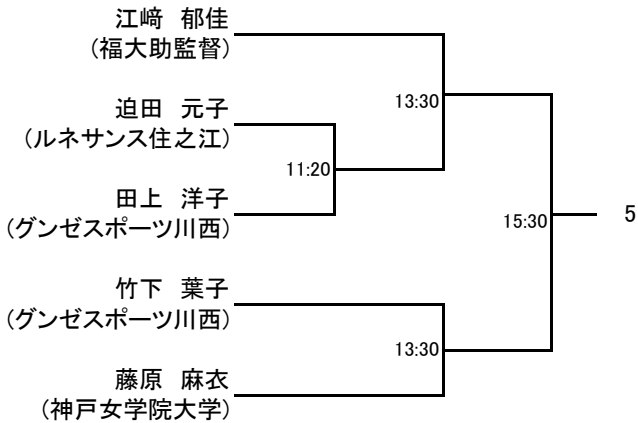 江﨑　郁佳
(福大助監督)
13:30
迫田　元子
(ルネサンス住之江)
11:20
田上　洋子
(グンゼスポーツ川西)
15:30
5
竹下　葉子
(グンゼスポーツ川西)
13:30
藤原　麻衣
(神戸女学院大学)